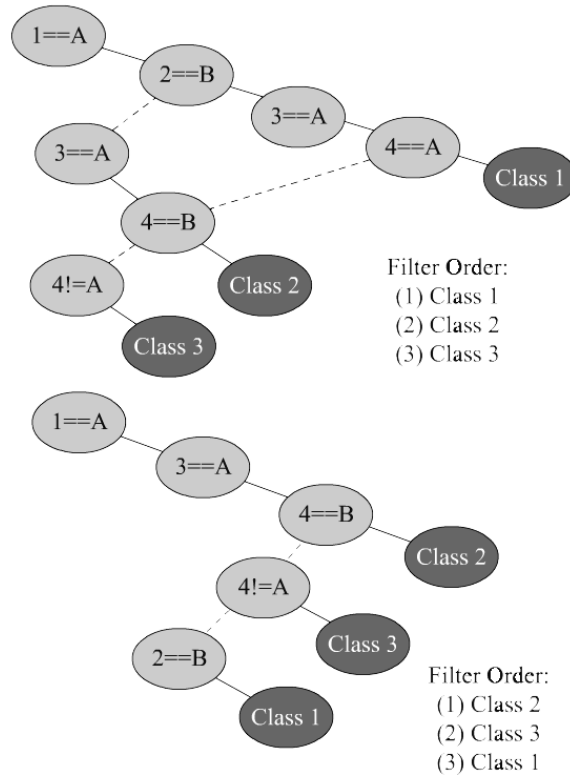 1==A
2==B
3==A
3==A
4==A
Class 1
4==B
4!=A
Class 2
Class 3
Filter Order:
(1) Class 1
(2) Class 2
(3) Class 3
1==A
3==A
4==B
Class 2
4!=A
Class 3
2==B
Class 1
Filter Order:
(1) Class 2
(2) Class 3
(3) Class 1